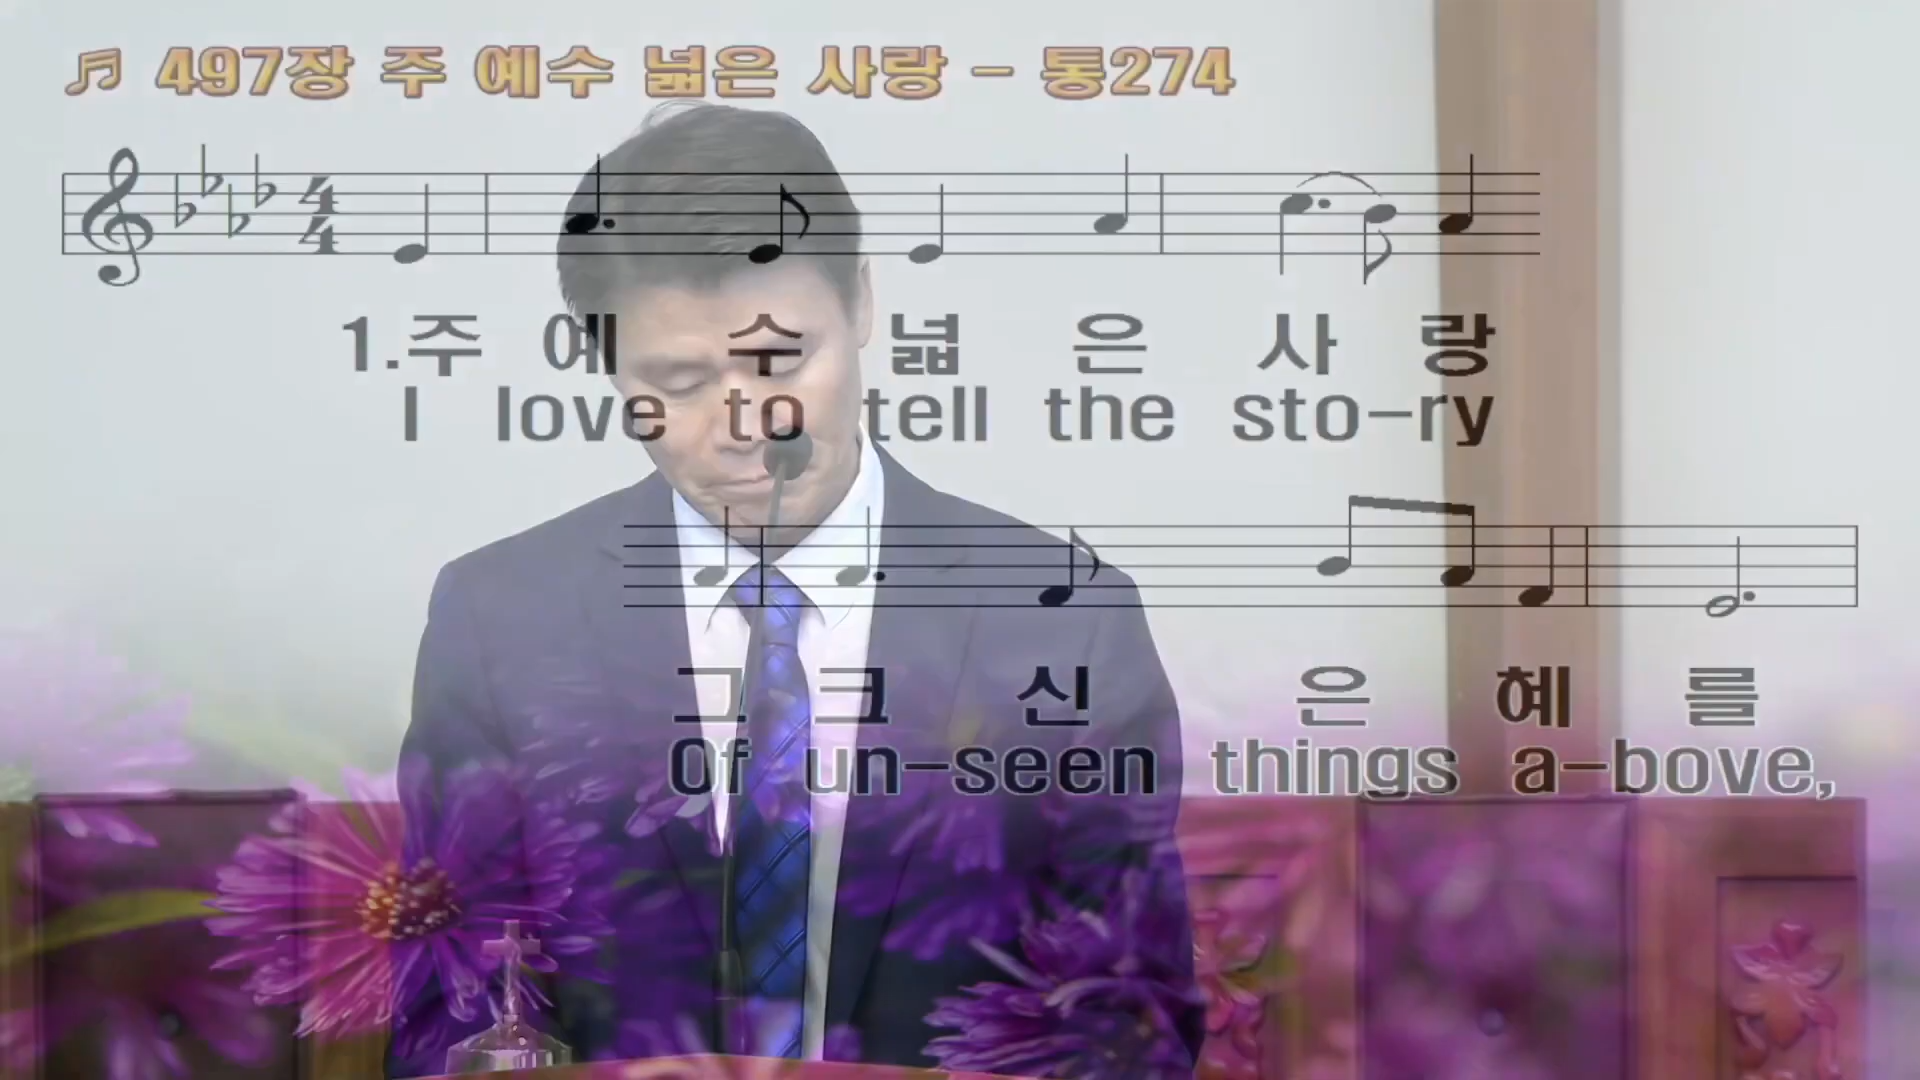 ♬ 497장 주 예수 넓은 사랑 - 통274
1.주 예 수 넓 은 사 랑
I love to tell the sto-ry
그 크 신 은 혜 를
Of un-seen things a-bove,